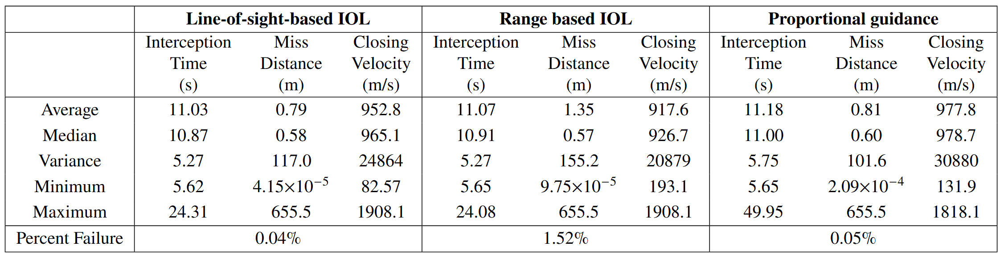 Line-of-sight-based IOL Range based IOL Proportional guidance
Interception Miss Closing Interception Miss Closing Interception Miss Closing
Time Distance Velocity Time Distance Velocity Time Distance Velocity
(s) (m) (m/s) (s) (m) (m/s) (s) (m) (m/s)
Average 11.03 0.79 952.8 11.07 1.35 917.6 11.18 0.81 977.8
Median 10.87 0.58 965.1 10.91 0.57 926.7 11.00 0.60 978.7
Variance 5.27 117.0 24864 5.27 155.2 20879 5.75 101.6 30880
Minimum 5.62 4.15×10⁻⁵ 82.57 5.65 9.75×10⁻⁵ 193.1 5.65 2.09×10⁻⁴ 131.9
Maximum 24.31 655.5 1908.1 24.08 655.5 1908.1 49.95 655.5 1818.1
Percent Failure 0.04% 1.52% 0.05%